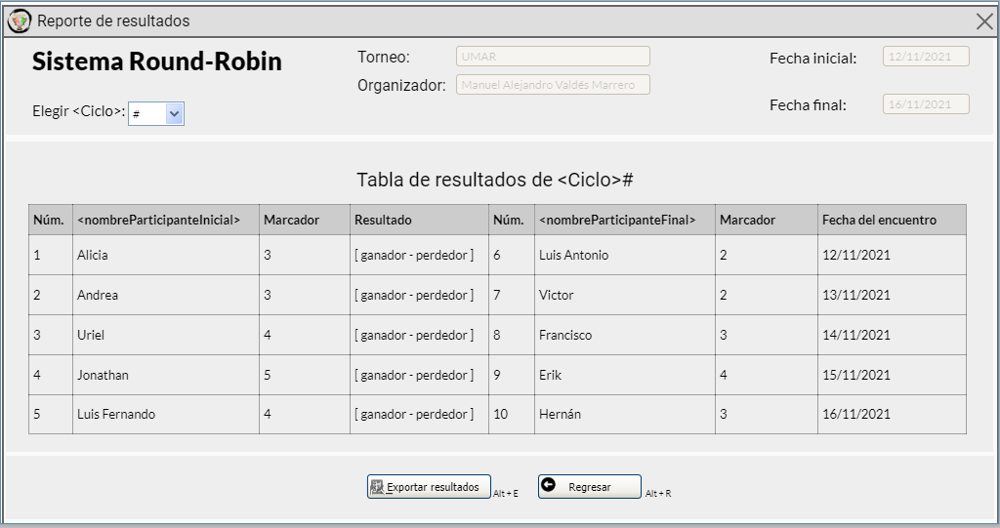 Reporte de resultados
Sistema Round-Robin
Torneo: UMAR
Organizador: Manuel Alejandro Valdés Marrero
Fecha inicial: 12/11/2021
Fecha final: 16/11/2021
Elegir <Ciclo>: #
Tabla de resultados de <Ciclo>#
Núm. <nombreParticipanteInicial> Marcador Resultado Núm. <nombreParticipanteFinal> Marcador Fecha del encuentro
1 Alicia 3 [ ganador - perdedor ] 6 Luis Antonio 2 12/11/2021
2 Andrea 3 [ ganador - perdedor ] 7 Victor 2 13/11/2021
3 Uriel 4 [ ganador - perdedor ] 8 Francisco 3 14/11/2021
4 Jonathan 5 [ ganador - perdedor ] 9 Erik 4 15/11/2021
5 Luis Fernando 4 [ ganador - perdedor ] 10 Hernán 3 16/11/2021
Exportar resultados Alt + E Regresar Alt + R